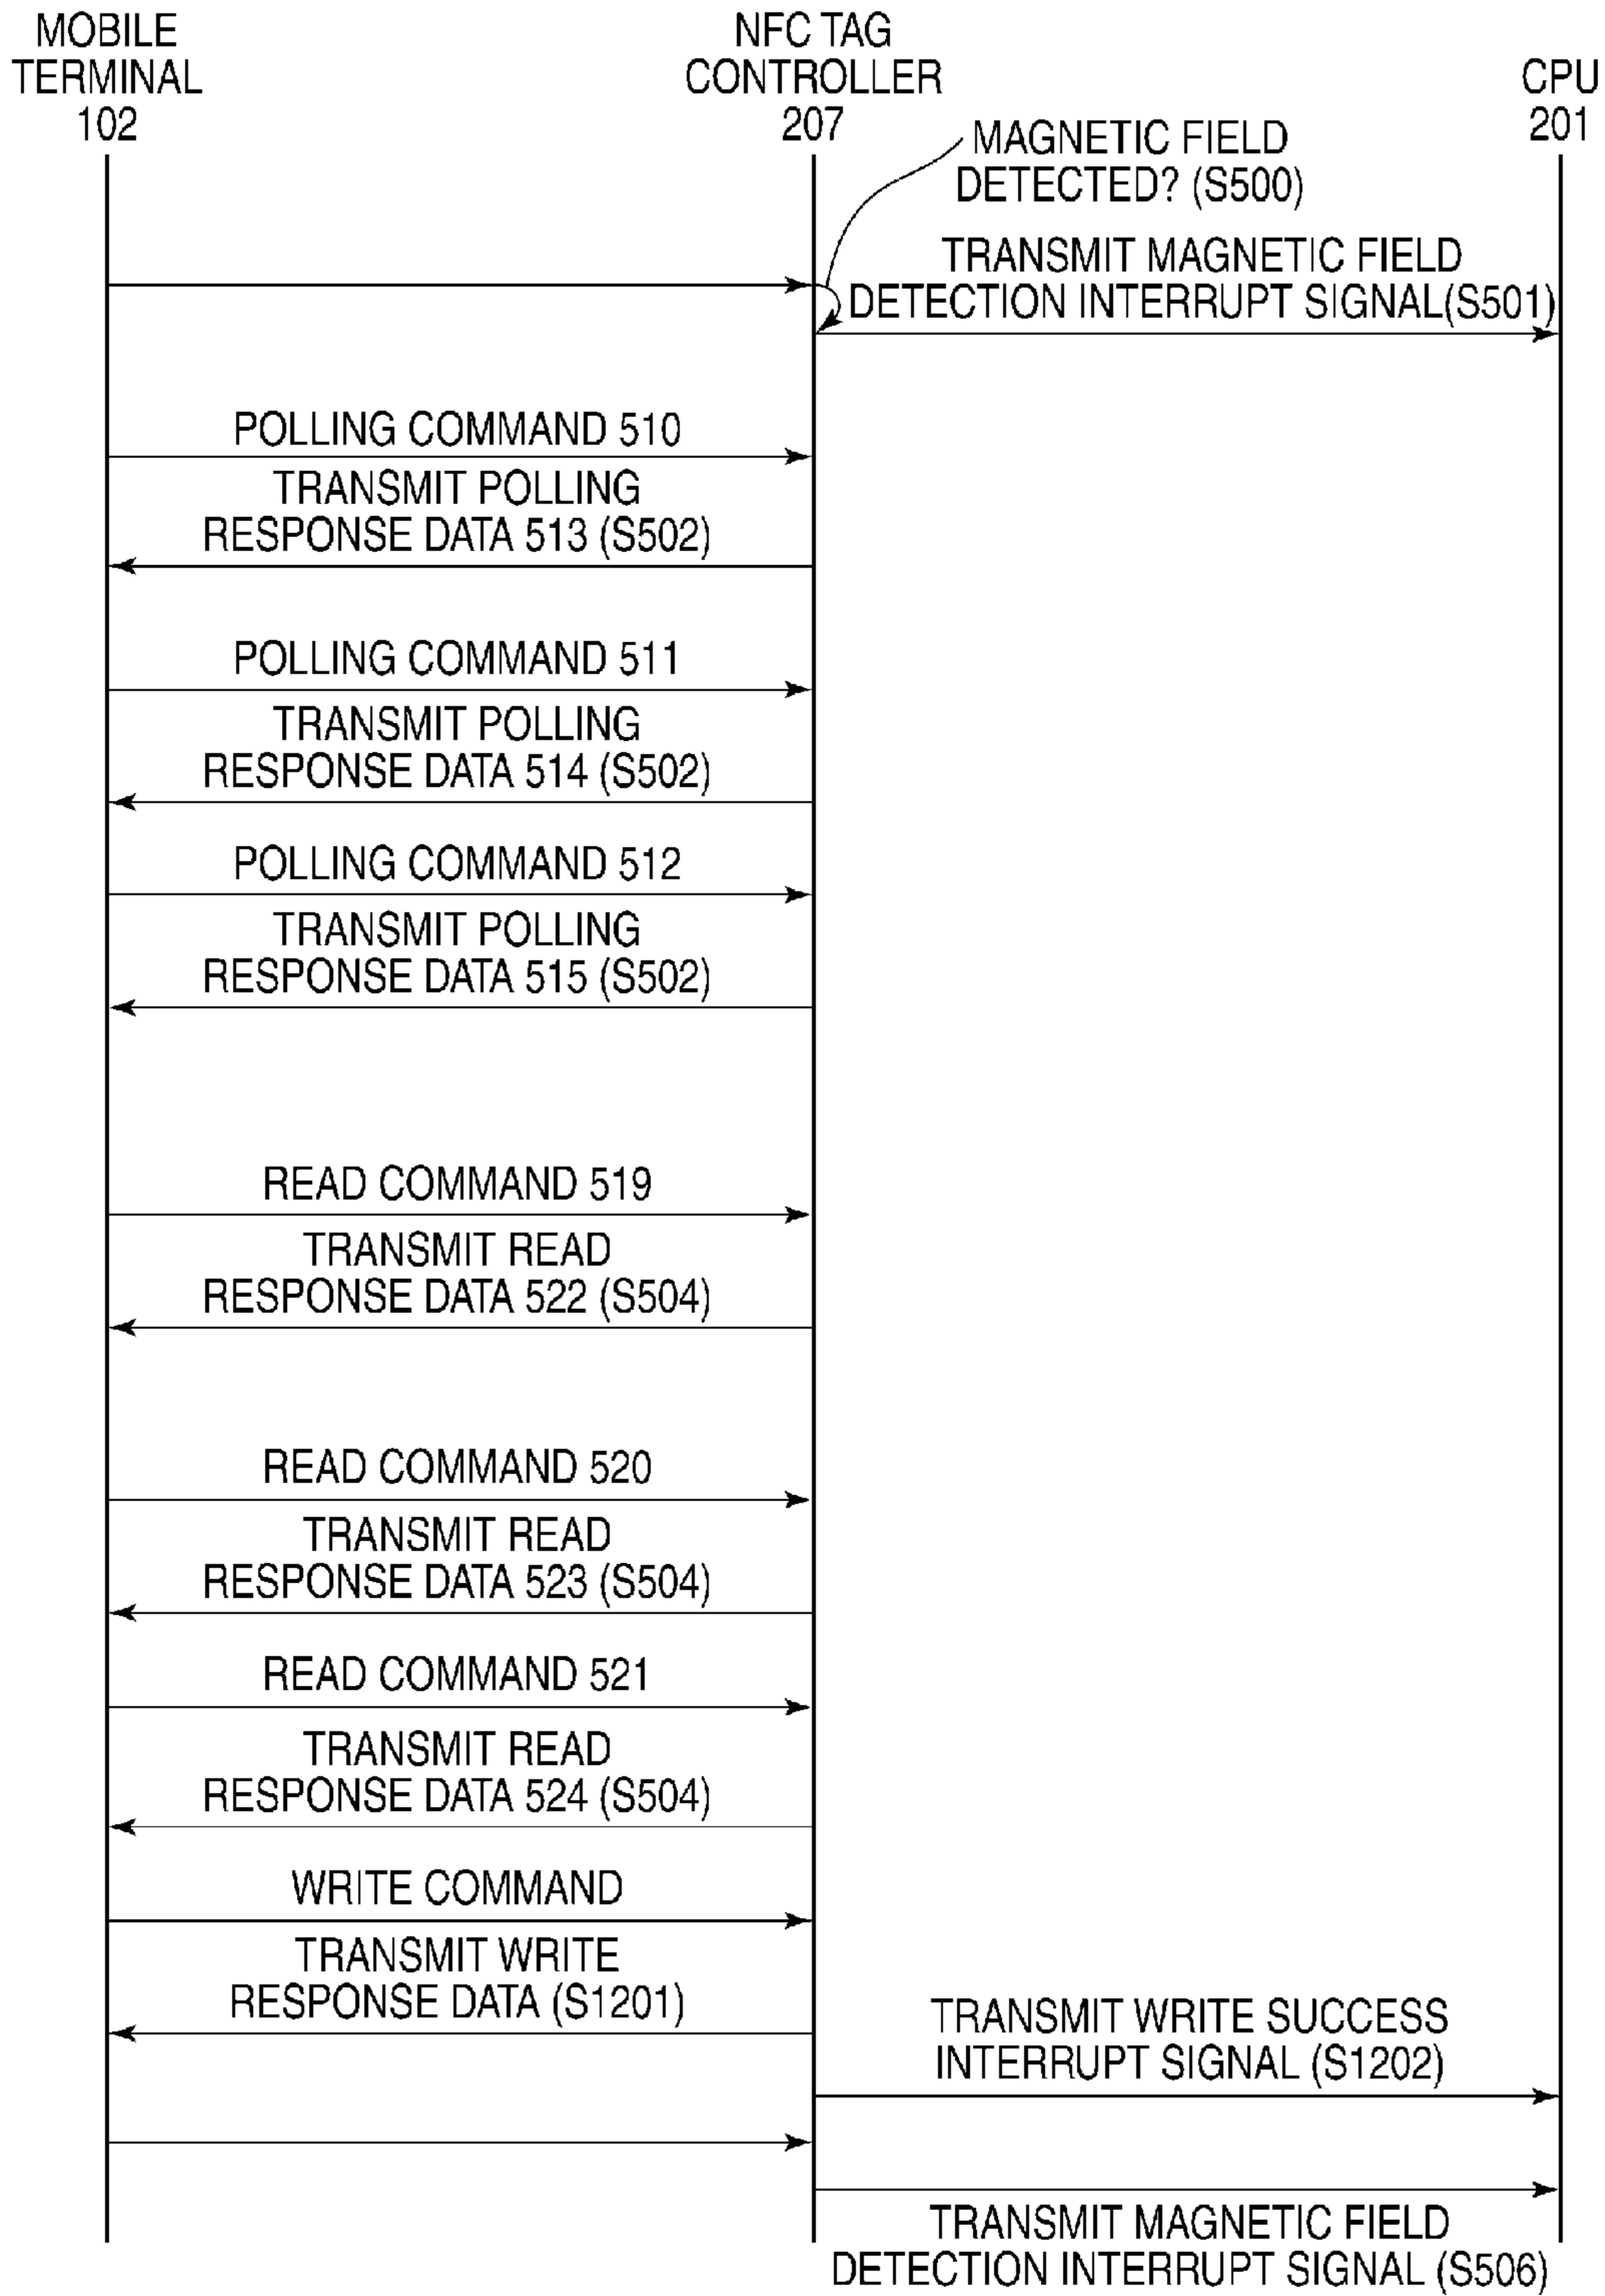 MOBILE
TERMINAL
102
NFC TAG
CONTROLLER
207
CPU
201
MAGNETIC FIELD
DETECTED? (S500)
TRANSMIT MAGNETIC FIELD
DETECTION INTERRUPT SIGNAL(S501)
POLLING COMMAND 510
TRANSMIT POLLING
RESPONSE DATA 513 (S502)
POLLING COMMAND 511
TRANSMIT POLLING
RESPONSE DATA 514 (S502)
POLLING COMMAND 512
TRANSMIT POLLING
RESPONSE DATA 515 (S502)
READ COMMAND 519
TRANSMIT READ
RESPONSE DATA 522 (S504)
READ COMMAND 520
TRANSMIT READ
RESPONSE DATA 523 (S504)
READ COMMAND 521
TRANSMIT READ
RESPONSE DATA 524 (S504)
WRITE COMMAND
TRANSMIT WRITE
RESPONSE DATA (S1201)
TRANSMIT WRITE SUCCESS
INTERRUPT SIGNAL (S1202)
TRANSMIT MAGNETIC FIELD
DETECTION INTERRUPT SIGNAL (S506)